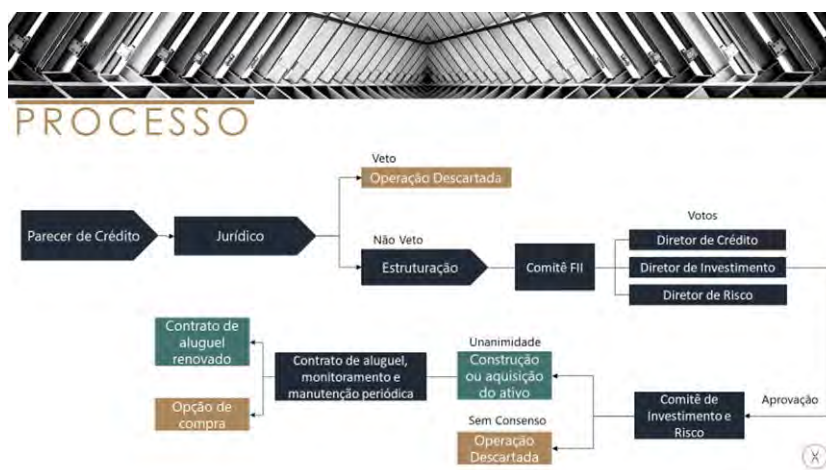 PROCESSO
Veto
Operação Descartada
Parecer de Crédito
Jurídico
Não Veto
Estruturação
Comitê FII
Votos
Diretor de Crédito
Diretor de Investimento
Diretor de Risco
Aprovação
Comitê de
Investimento e
Risco
Unanimidade
Construção
ou aquisição
do ativo
Sem Consenso
Operação
Descartada
Contrato de aluguel,
monitoramento e
manutenção periódica
Contrato de
aluguel
renovado
Opção de
compra